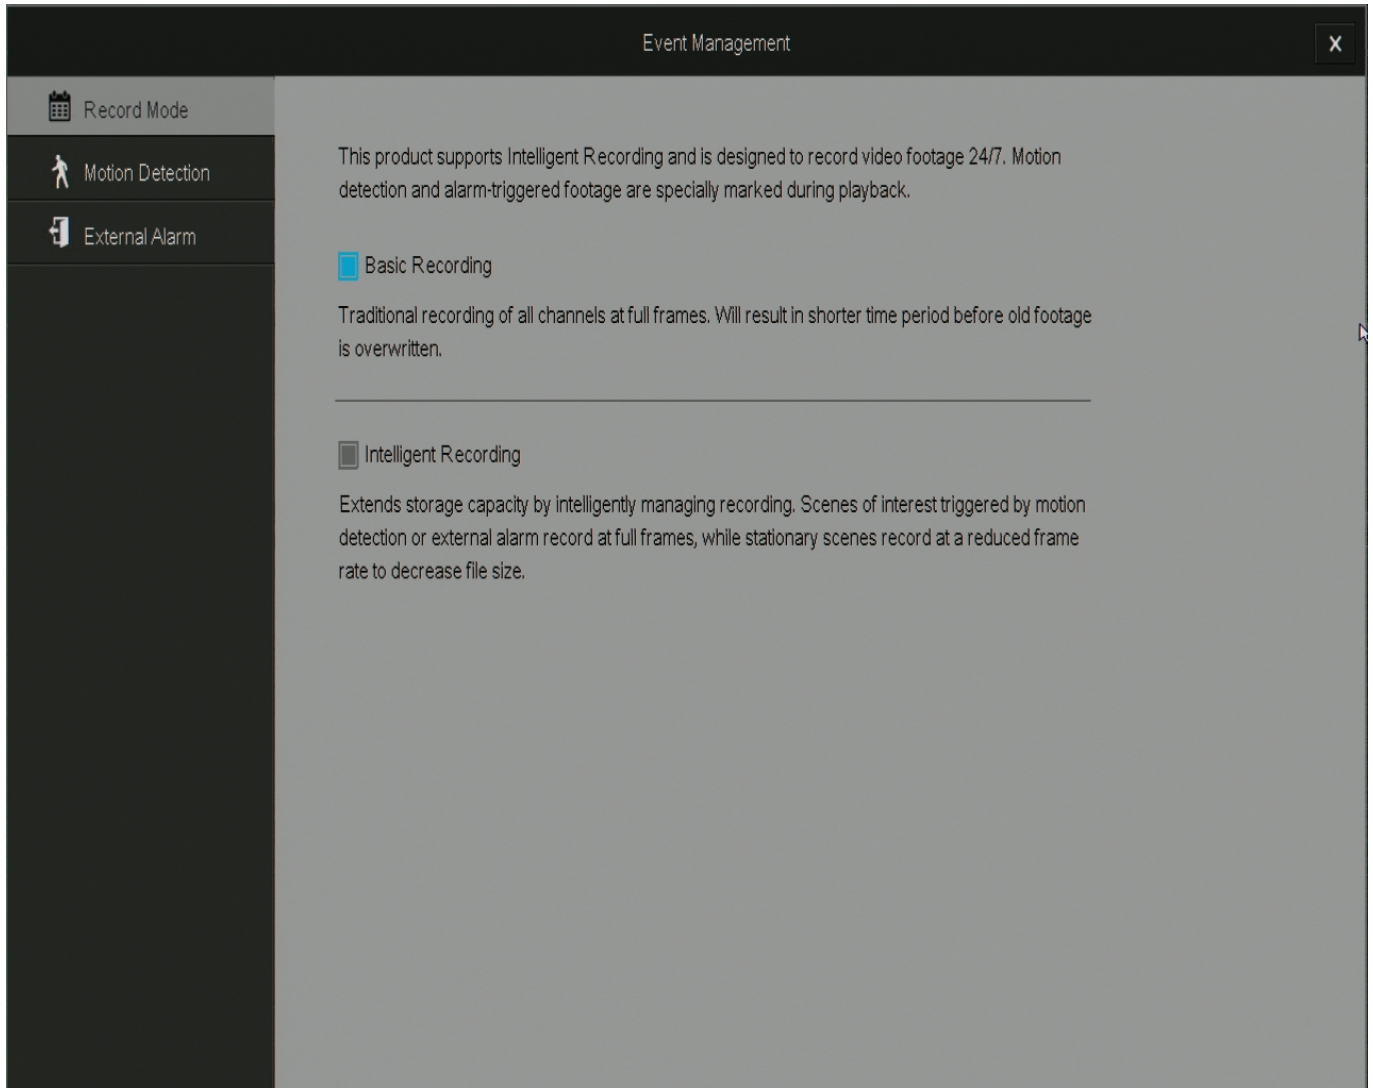 Event Management
X
Record Mode
Motion Detection
External Alarm
This product supports Intelligent Recording and is designed to record video footage 24/7. Motion
detection and alarm-triggered footage are specially marked during playback.
Basic Recording
Traditional recording of all channels at full frames. Will result in shorter time period before old footage
is overwritten.
Intelligent Recording
Extends storage capacity by intelligently managing recording. Scenes of interest triggered by motion
detection or external alarm record at full frames, while stationary scenes record at a reduced frame
rate to decrease file size.